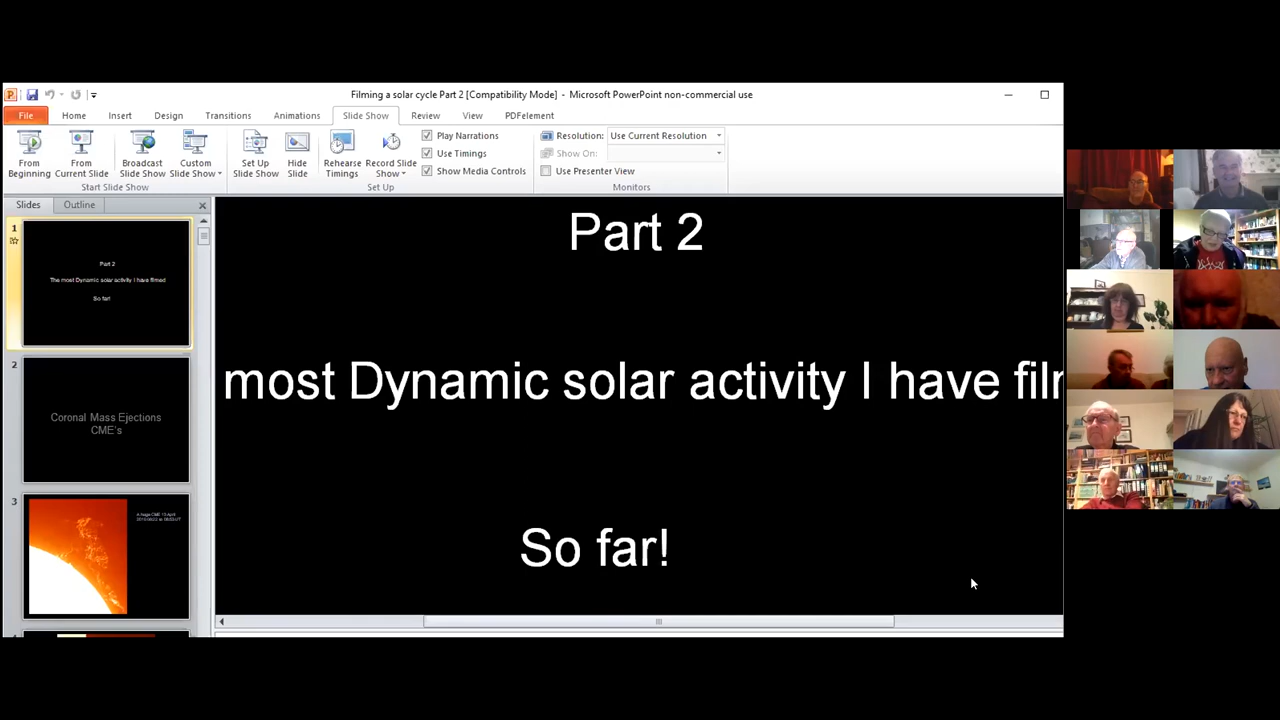 Filming a solar cycle Part 2 [Compatibility Mode] - Microsoft PowerPoint non-commercial use
File Home Insert Design Transitions Animations Slide Show Review View PDFelement
From Beginning
From Current Slide
Broadcast Slide Show
Custom Slide Show
Set Up Slide Show
Hide Slide
Rehearse Timings
Record Slide Show
Play Narrations
Use Timings
Show Media Controls
Resolution: Use Current Resolution
Show On:
Use Presenter View
Start Slide Show
Set Up
Monitors
Slides Outline
1
Part 2
The most Dynamic solar activity I have filmed
So far!
2
Coronal Mass Ejections
CME's
3
Part 2
most Dynamic solar activity I have film
So far!